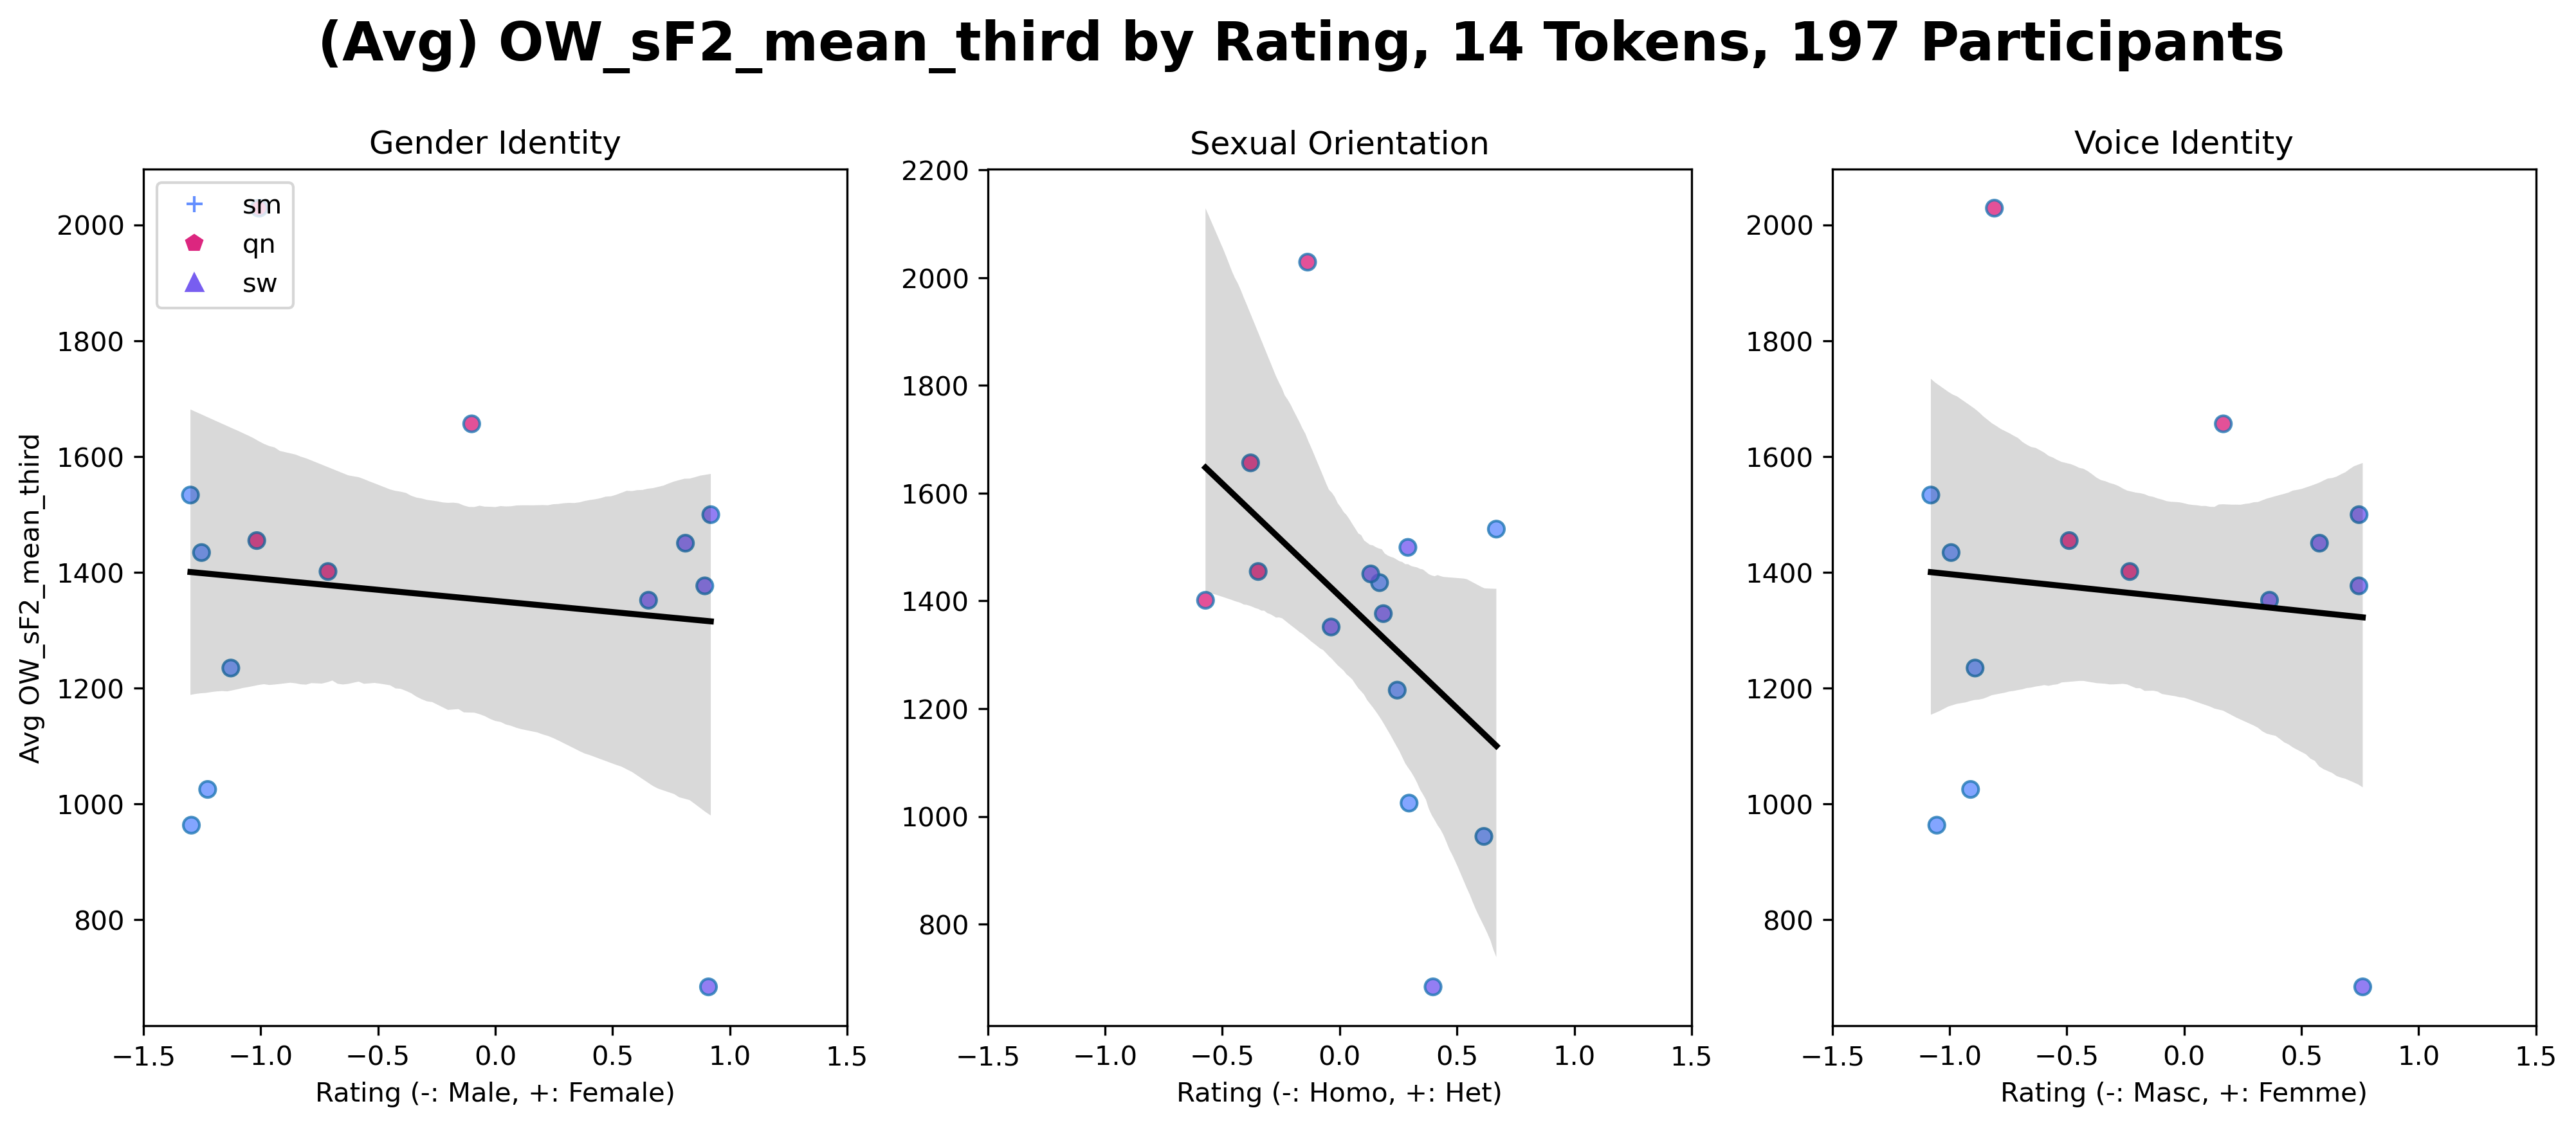 (Avg) OW_sF2_mean_third by Rating, 14 Tokens, 197 Participants
Gender Identity
Sexual Orientation
Voice Identity
sm
qn
sw
Avg OW_sF2_mean_third
2000
1800
1600
1400
1200
1000
800
−1.5 −1.0 −0.5 0.0 0.5 1.0 1.5
Rating (-: Male, +: Female)
2200
2000
1800
1600
1400
1200
1000
800
−1.5 −1.0 −0.5 0.0 0.5 1.0 1.5
Rating (-: Homo, +: Het)
2000
1800
1600
1400
1200
1000
800
−1.5 −1.0 −0.5 0.0 0.5 1.0 1.5
Rating (-: Masc, +: Femme)